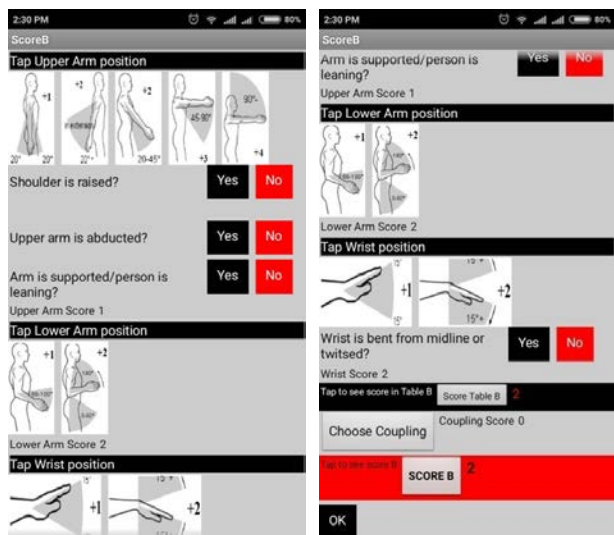 2:30 PM 80%
ScoreB
Tap Upper Arm position
+1 +2 +2 90°-
20° 20° 20° 20-45° 45-90° +3 +4
Shoulder is raised? Yes No
Upper arm is abducted? Yes No
Arm is supported/person is Yes No
leaning?
Upper Arm Score 1
Tap Lower Arm position
+1 +2
Lower Arm Score 2
Tap Wrist position
15°
+1 +2
2:30 PM 80%
ScoreB
Arm is supported/person is Yes No
leaning?
Upper Arm Score 1
Tap Lower Arm position
+1 +2
Lower Arm Score 2
Tap Wrist position
15° 15°+
+1 +2
15° 15°+
Wrist is bent from midline or Yes No
twitsed?
Wrist Score 2
Tap to see score in Table B Score Table B 2
Choose Coupling Coupling Score 0
Tap to see score B SCORE B 2
OK